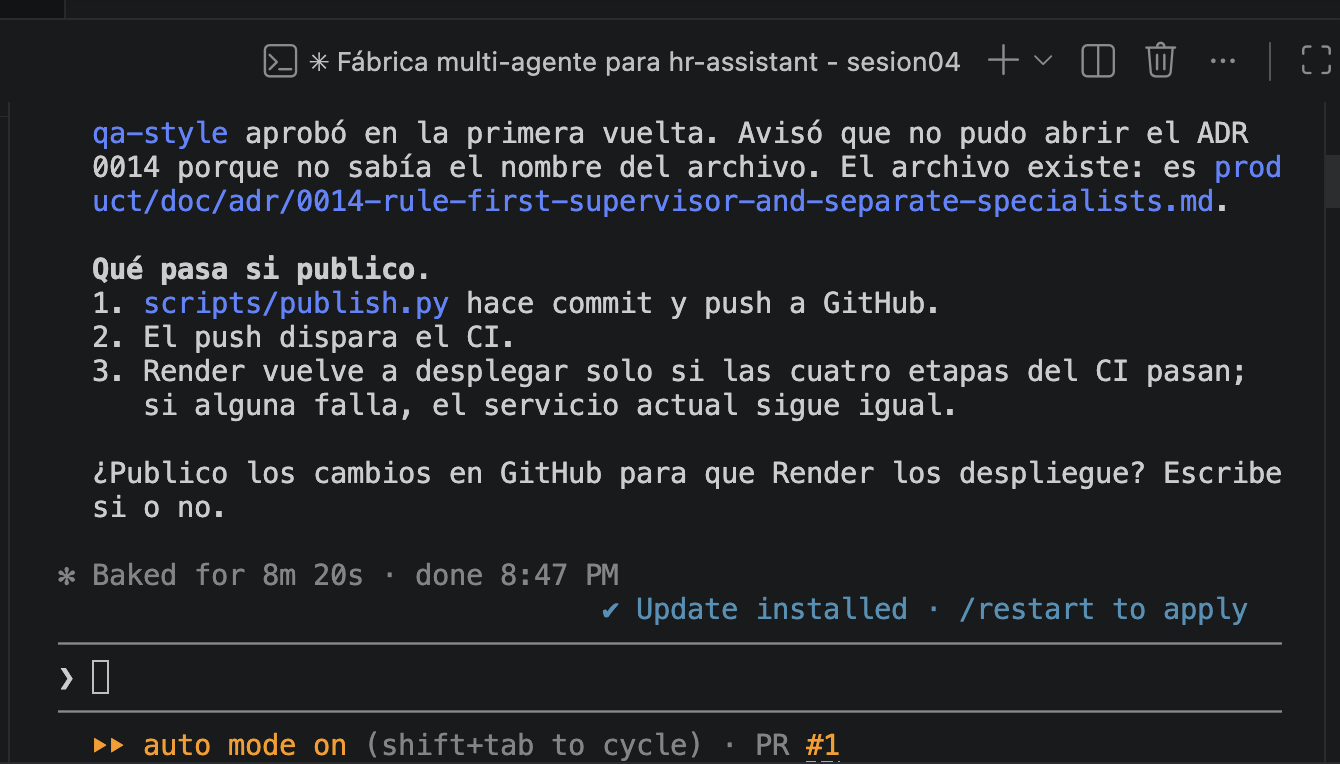 ✳ Fábrica multi-agente para hr-assistant - sesion04
qa-style aprobó en la primera vuelta. Avisó que no pudo abrir el ADR
0014 porque no sabía el nombre del archivo. El archivo existe: es prod
uct/doc/adr/0014-rule-first-supervisor-and-separate-specialists.md.
Qué pasa si publico.
1. scripts/publish.py hace commit y push a GitHub.
2. El push dispara el CI.
3. Render vuelve a desplegar solo si las cuatro etapas del CI pasan;
si alguna falla, el servicio actual sigue igual.
¿Publico los cambios en GitHub para que Render los despliegue? Escribe
si o no.
✻ Baked for 8m 20s · done 8:47 PM
✔ Update installed · /restart to apply
❯
⏵⏵ auto mode on (shift+tab to cycle) · PR #1